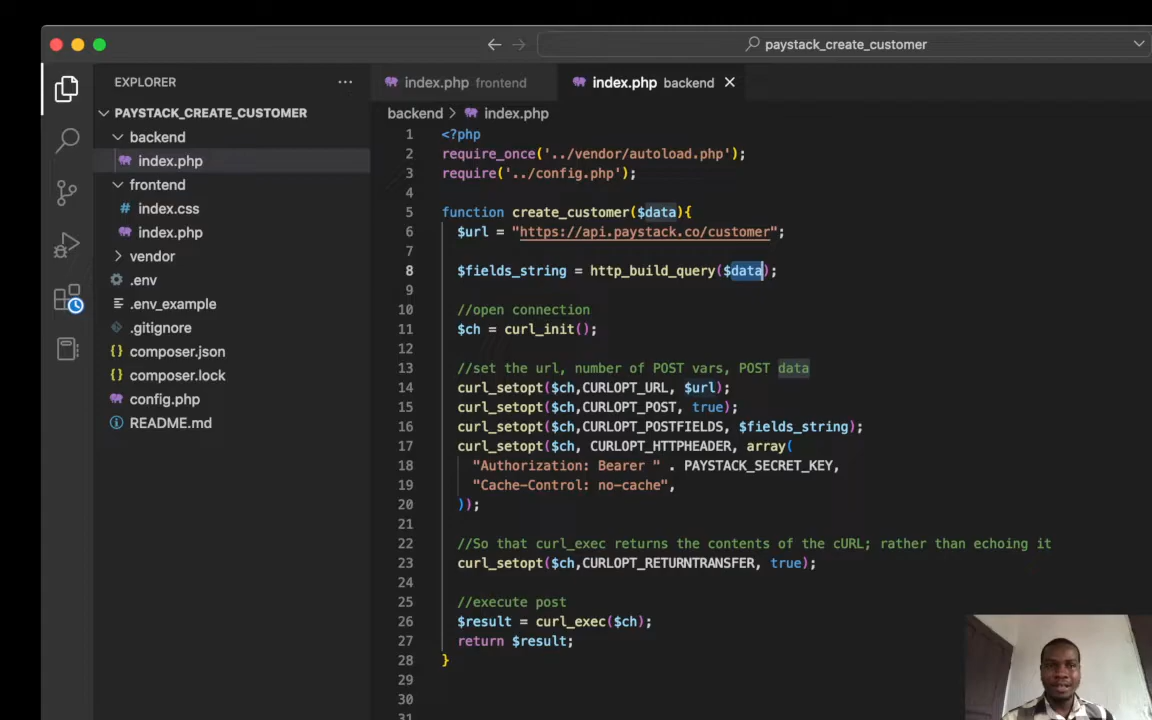 paystack_create_customer
EXPLORER
index.php frontend
index.php backend
PAYSTACK_CREATE_CUSTOMER
backend
index.php
frontend
index.css
index.php
vendor
.env
.env_example
.gitignore
composer.json
composer.lock
config.php
README.md
backend > index.php
1 <?php
2 require_once('../vendor/autoload.php');
3 require('../config.php');
4
5 function create_customer($data){
6 $url = "https://api.paystack.co/customer";
7
8 $fields_string = http_build_query($data);
9
10 //open connection
11 $ch = curl_init();
12
13 //set the url, number of POST vars, POST data
14 curl_setopt($ch,CURLOPT_URL, $url);
15 curl_setopt($ch,CURLOPT_POST, true);
16 curl_setopt($ch,CURLOPT_POSTFIELDS, $fields_string);
17 curl_setopt($ch, CURLOPT_HTTPHEADER, array(
18 "Authorization: Bearer " . PAYSTACK_SECRET_KEY,
19 "Cache-Control: no-cache",
20 ));
21
22 //So that curl_exec returns the contents of the cURL; rather than echoing it
23 curl_setopt($ch,CURLOPT_RETURNTRANSFER, true);
24
25 //execute post
26 $result = curl_exec($ch);
27 return $result;
28 }
29
30
31